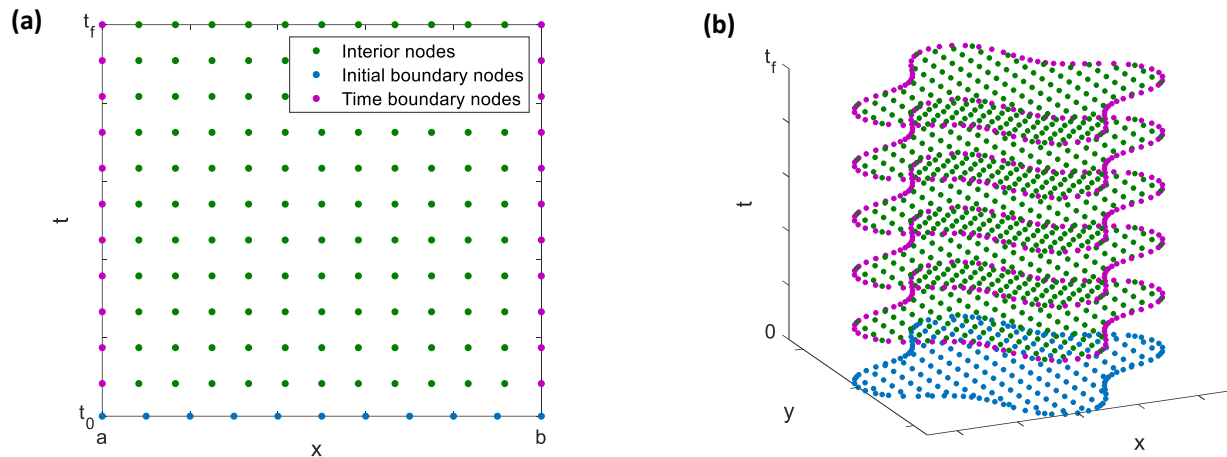 (a)
t_f
Interior nodes
Initial boundary nodes
Time boundary nodes
t
t_0
a
x
b
(b)
t_f
t
0
y
x